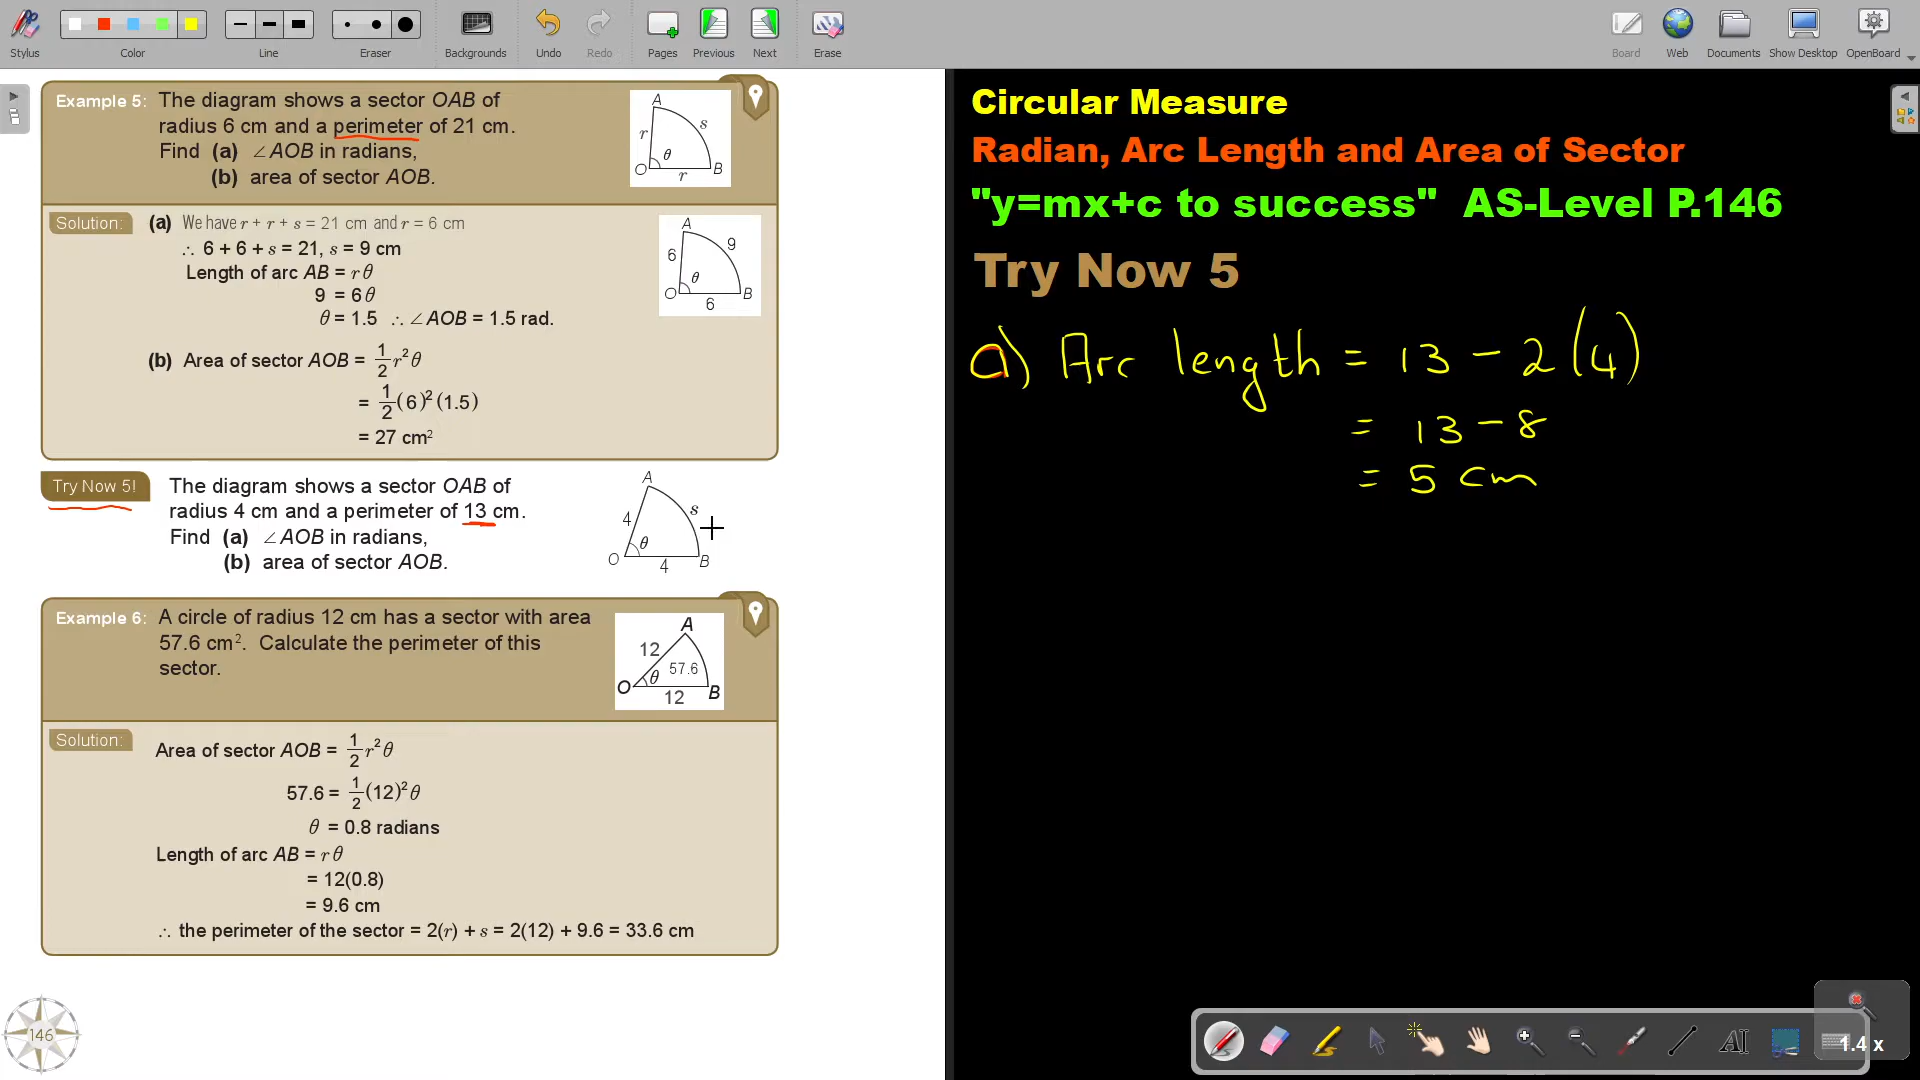 Stylus Color Line Eraser Backgrounds Undo Redo Pages Previous Next Erase Board Web Documents Show Desktop OpenBoard
Example 5: The diagram shows a sector OAB of
radius 6 cm and a perimeter of 21 cm.
Find (a) ∠AOB in radians,
(b) area of sector AOB.
A
r s
θ
O r B
Solution: (a) We have r + r + s = 21 cm and r = 6 cm
∴ 6 + 6 + s = 21, s = 9 cm
Length of arc AB = rθ
9 = 6θ
θ = 1.5 ∴ ∠AOB = 1.5 rad.
A
6 9
θ
O 6 B
(b) Area of sector AOB = 1/2 r²θ
= 1/2 (6)² (1.5)
= 27 cm²
Try Now 5! The diagram shows a sector OAB of
radius 4 cm and a perimeter of 13 cm.
Find (a) ∠AOB in radians,
(b) area of sector AOB.
A
4 s
θ
O 4 B
Example 6: A circle of radius 12 cm has a sector with area
57.6 cm². Calculate the perimeter of this
sector.
A
12
θ 57.6
O 12 B
Solution:
Area of sector AOB = 1/2 r²θ
57.6 = 1/2 (12)² θ
θ = 0.8 radians
Length of arc AB = rθ
= 12(0.8)
= 9.6 cm
∴ the perimeter of the sector = 2(r) + s = 2(12) + 9.6 = 33.6 cm
146
Circular Measure
Radian, Arc Length and Area of Sector
"y=mx+c to success" AS-Level P.146
Try Now 5
a) Arc length = 13 - 2(4)
= 13 - 8
= 5 cm
AI
1.4 x